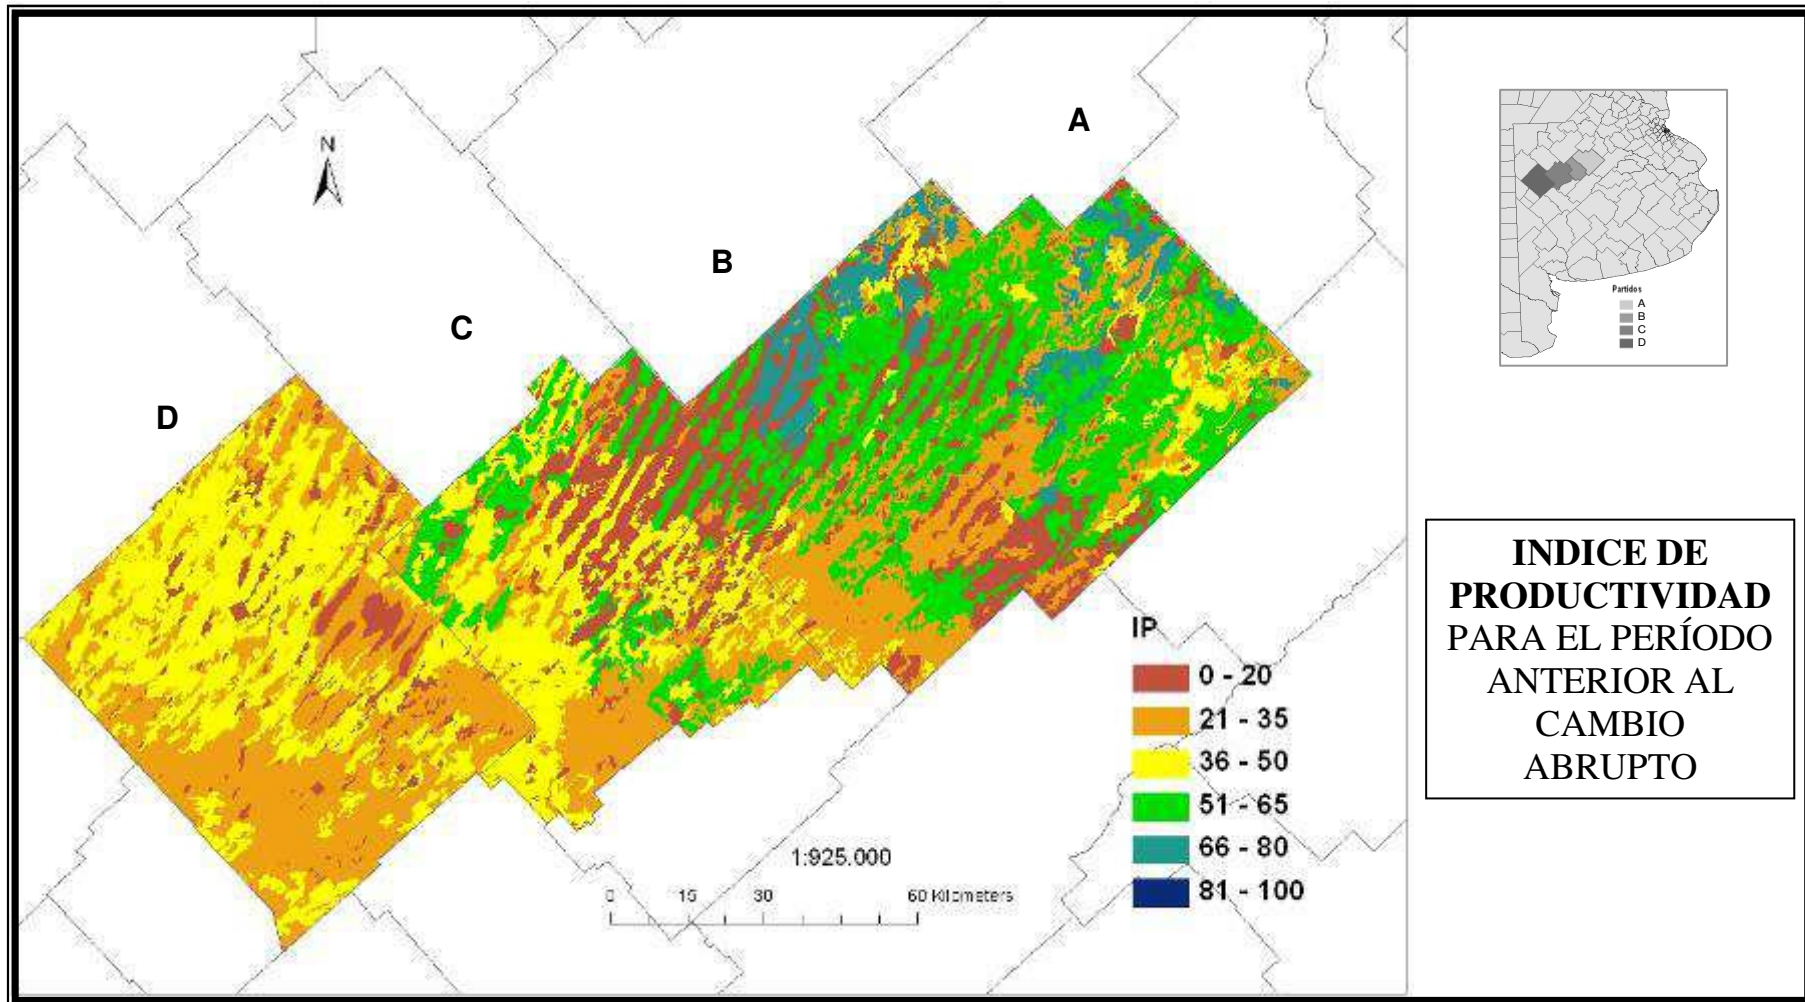 A
N
B
C
D
IP
0 - 20
21 - 35
36 - 50
51 - 65
66 - 80
81 - 100
1:925.000
0 15 30 60 Kilometers
Partidos
A
B
C
D
INDICE DE
PRODUCTIVIDAD
PARA EL PERÍODO
ANTERIOR AL
CAMBIO
ABRUPTO